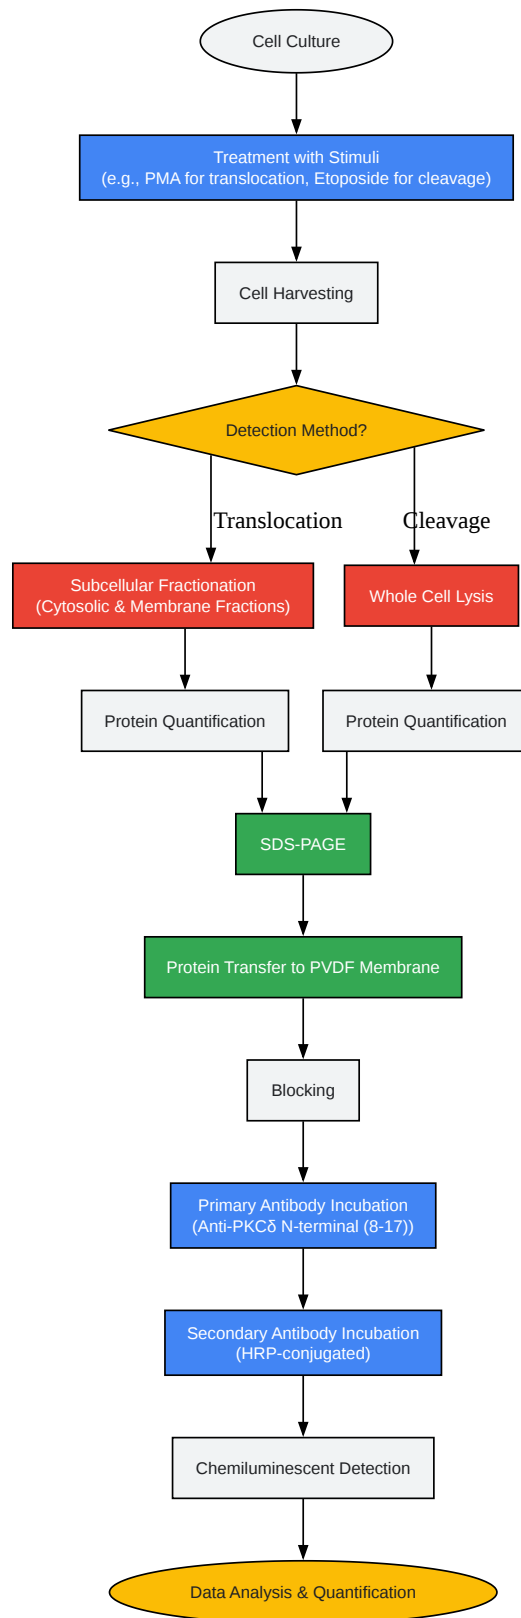 Cell Culture
Treatment with Stimuli
(e.g., PMA for translocation, Etoposide for cleavage)
Cell Harvesting
Detection Method?
Translocation
Cleavage
Subcellular Fractionation
(Cytosolic & Membrane Fractions)
Whole Cell Lysis
Protein Quantification
Protein Quantification
SDS-PAGE
Protein Transfer to PVDF Membrane
Blocking
Primary Antibody Incubation
(Anti-PKCδ N-terminal (8-17))
Secondary Antibody Incubation
(HRP-conjugated)
Chemiluminescent Detection
Data Analysis & Quantification